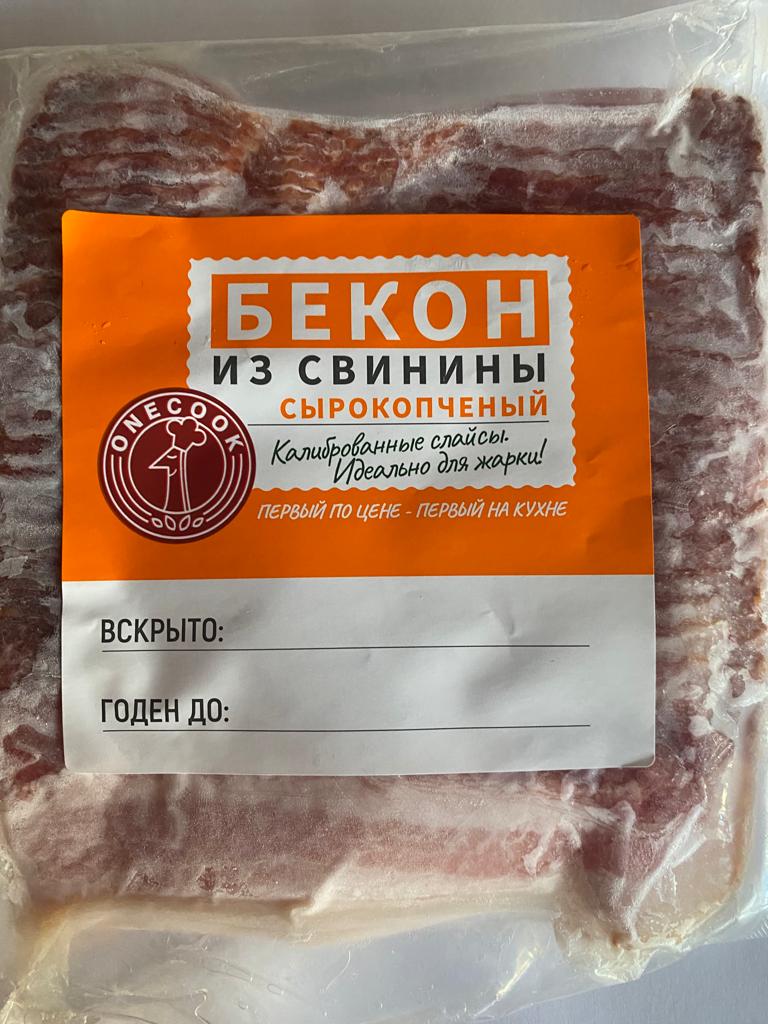 БЕКОН
ИЗ СВИНИНЫ
СЫРОКОПЧЕНЫЙ
Калиброванные слайсы.
Идеально для жарки!
ONECOOK
ПЕРВЫЙ ПО ЦЕНЕ - ПЕРВЫЙ НА КУХНЕ
ВСКРЫТО:
ГОДЕН ДО: